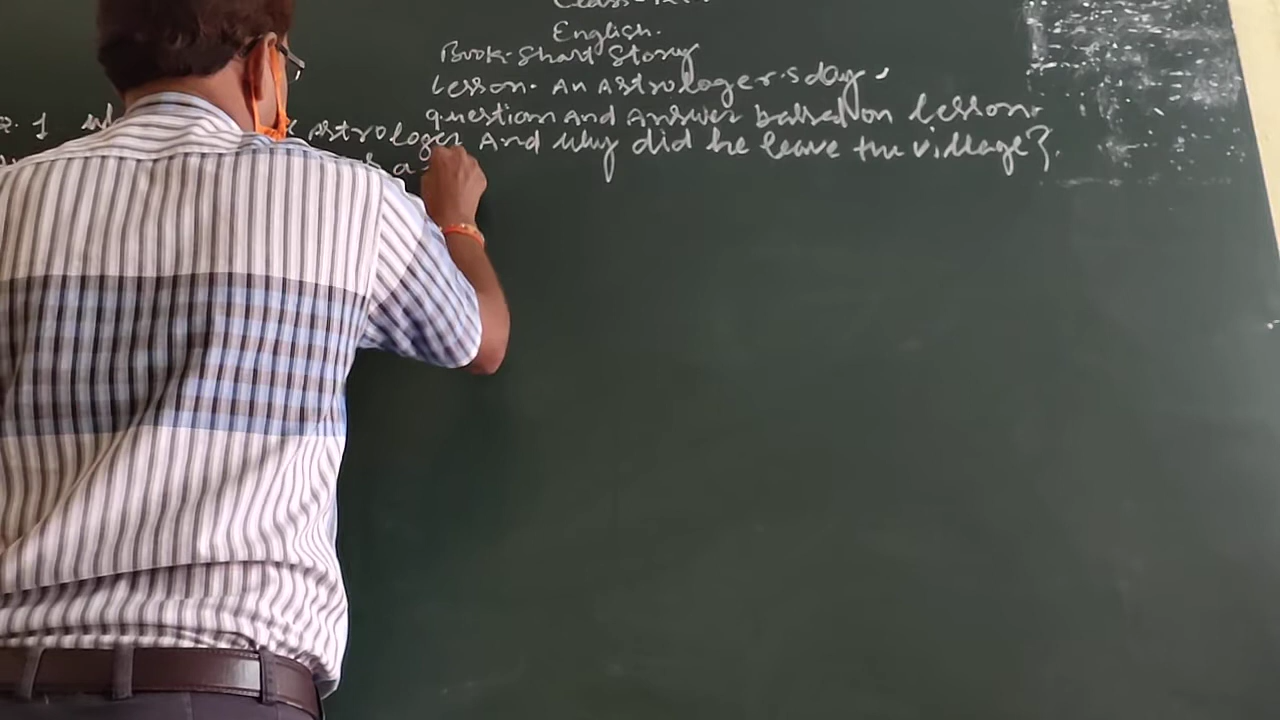 English.
Book-Short Story
Lesson. An Astrologer's day.
question and Answer based on lesson.
Q. 1 astrologer And why did he leave the village?
a